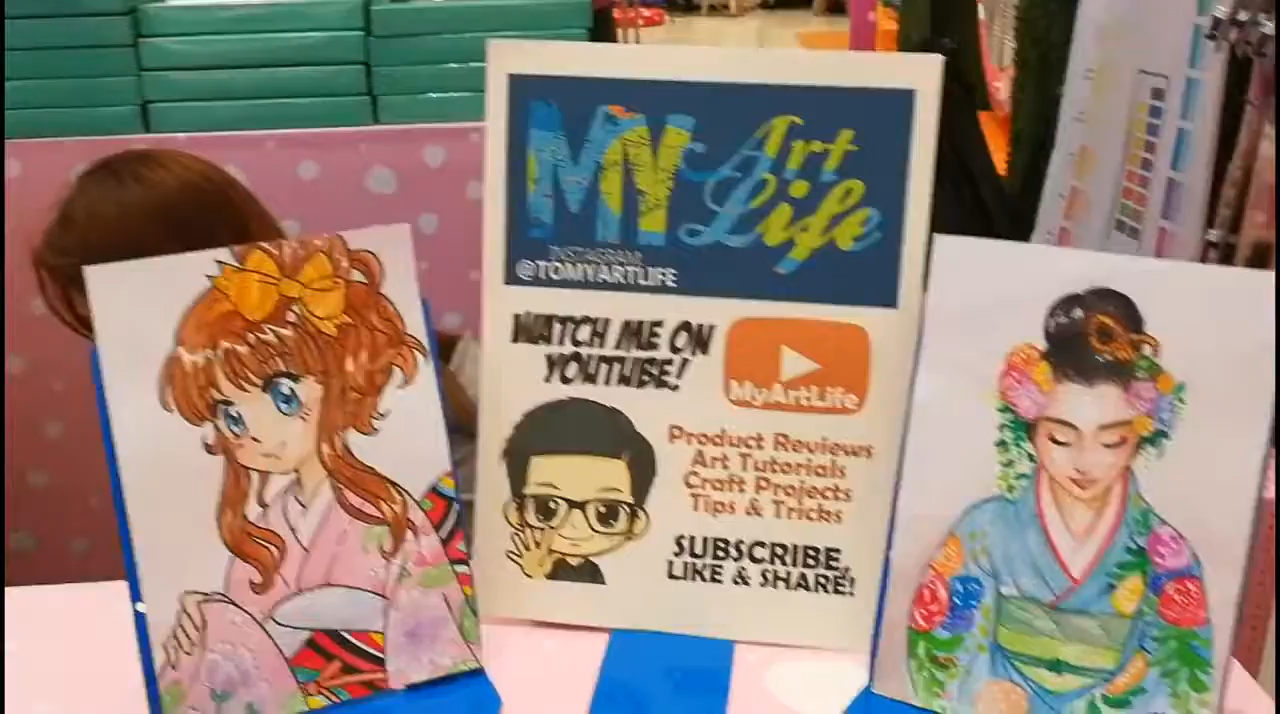 MY Art
Life
INSTAGRAM:
@TOMYARTLIFE
WATCH ME ON
YOUTUBE!
MyArtLife
Product Reviews
Art Tutorials
Craft Projects
Tips & Tricks
SUBSCRIBE,
LIKE & SHARE!